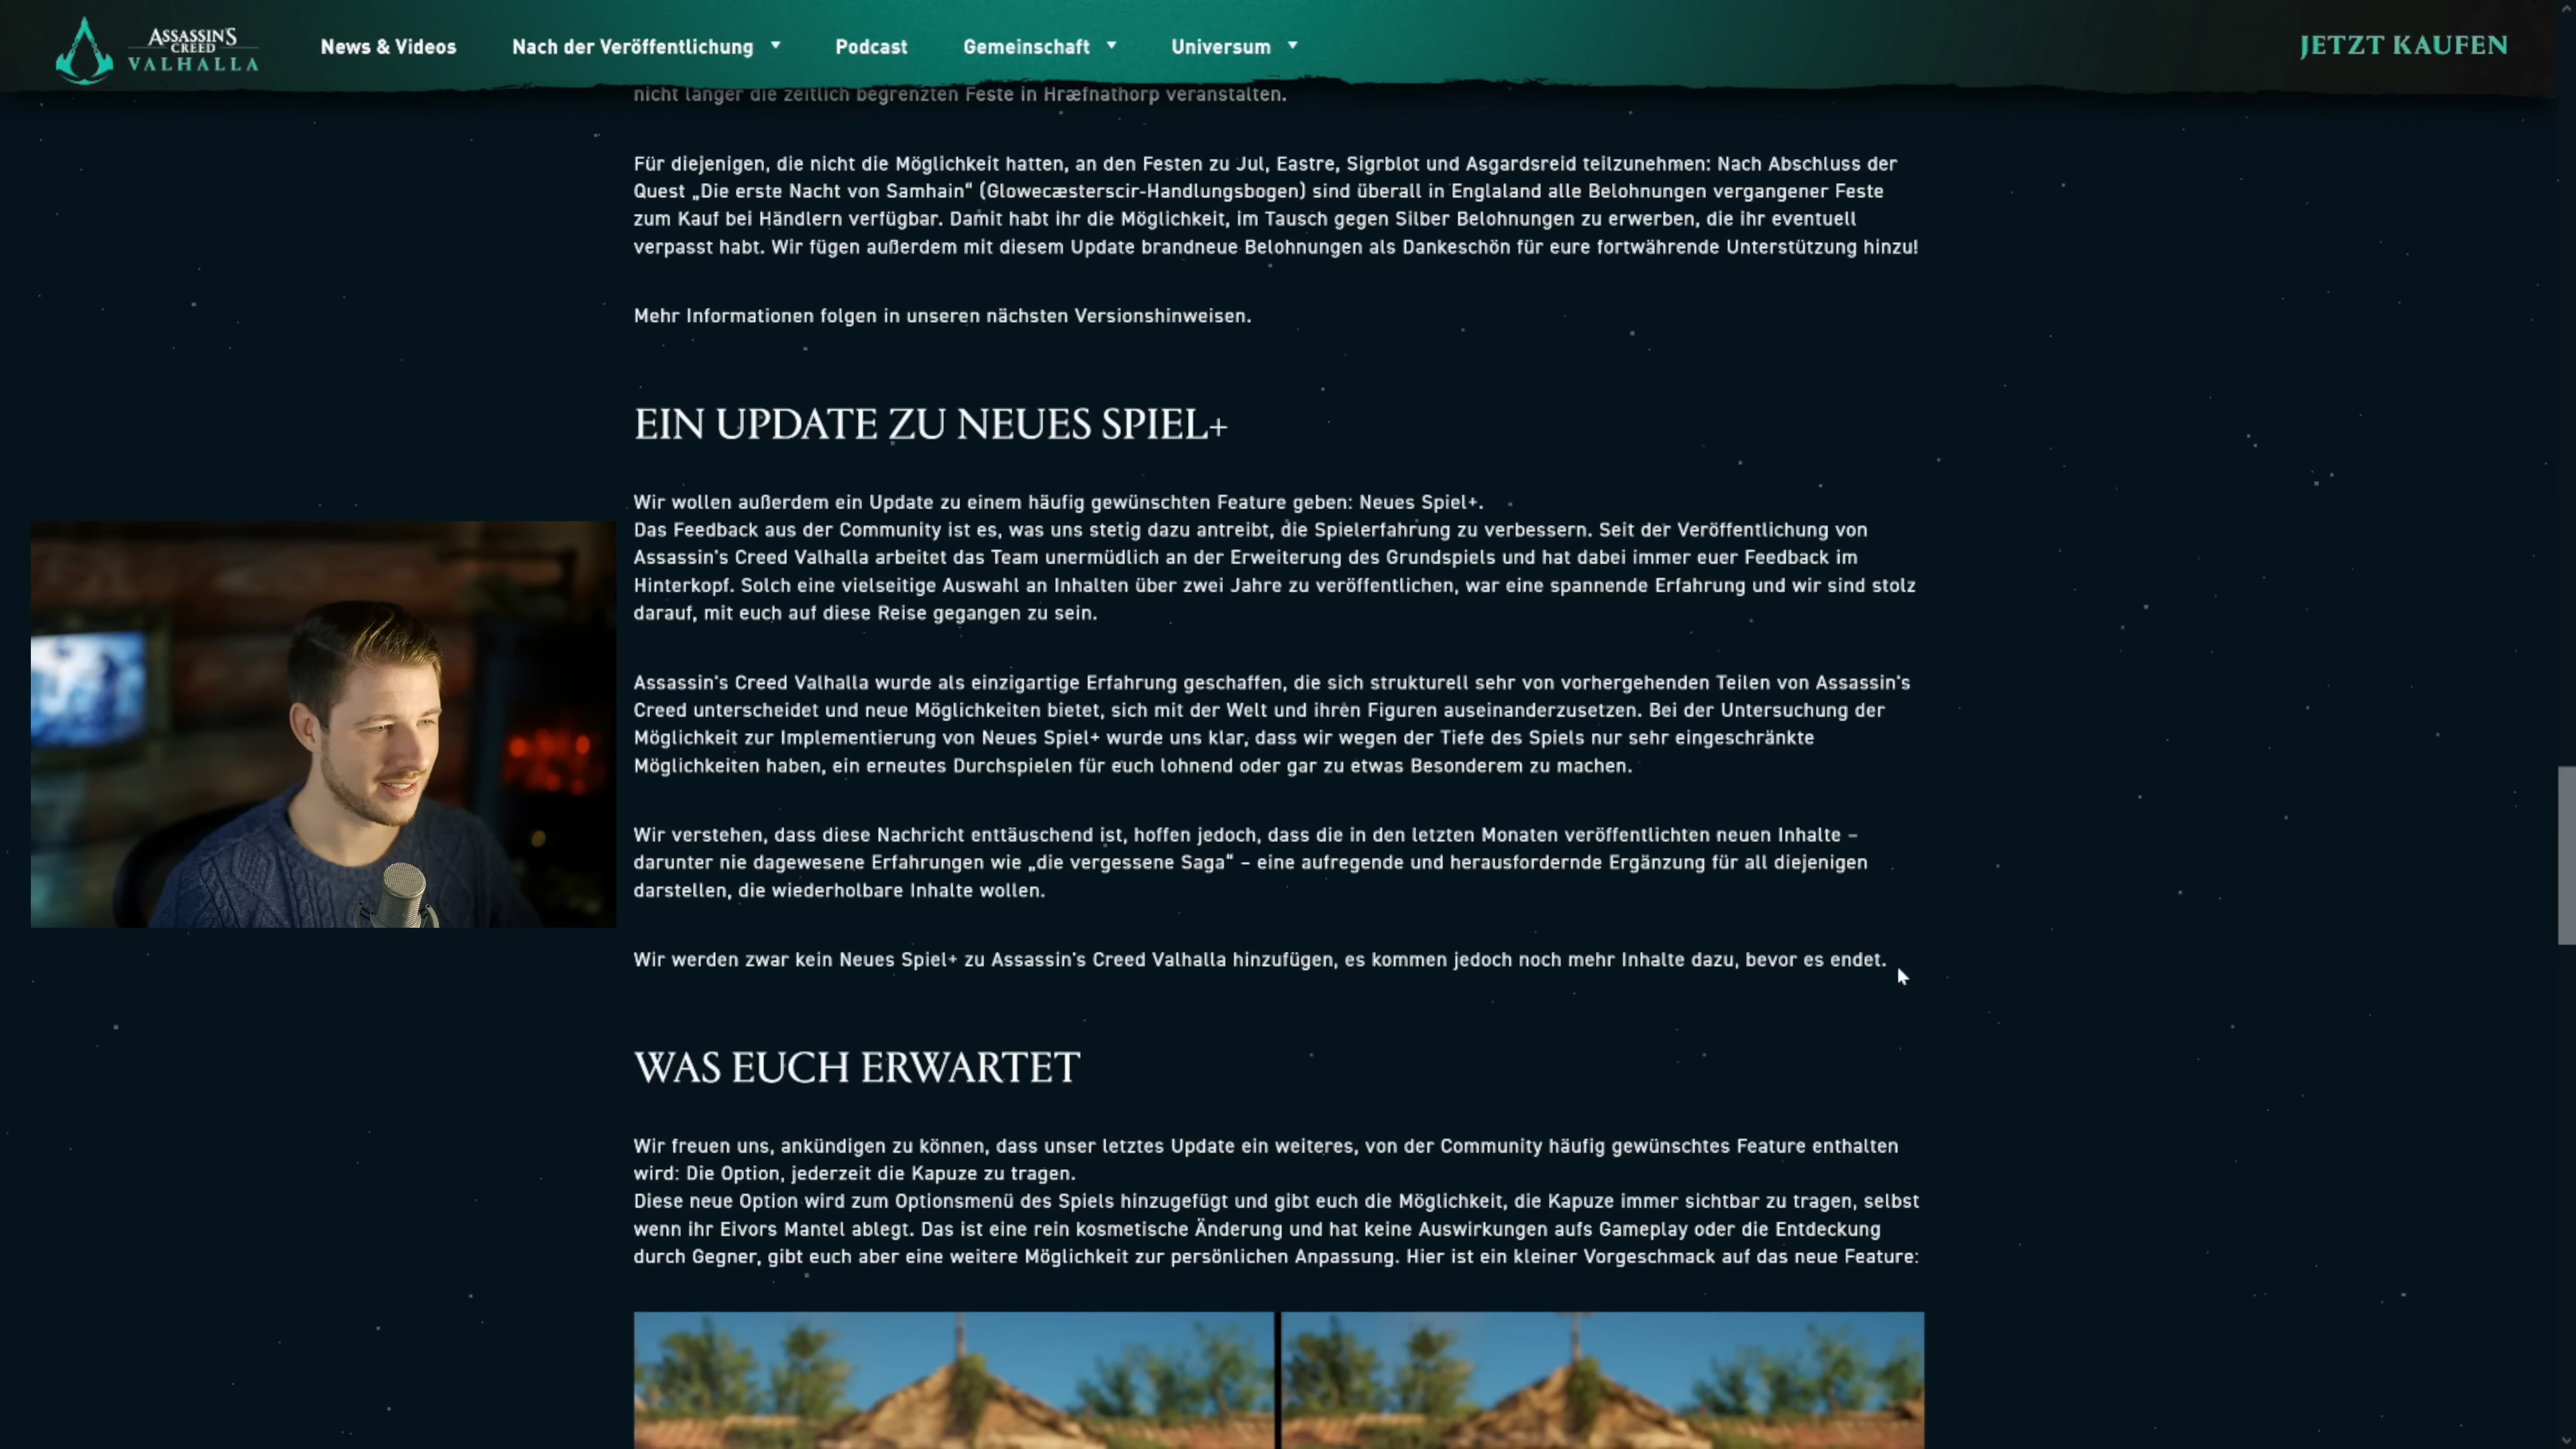 ASSASSIN'S
CREED
VALHALLA
News & Videos
Nach der Veröffentlichung
Podcast
Gemeinschaft
Universum
JETZT KAUFEN
nicht länger die zeitlich begrenzten Feste in Hræfnathorp veranstalten.
Für diejenigen, die nicht die Möglichkeit hatten, an den Festen zu Jul, Eastre, Sigrblot und Asgardsreid teilzunehmen: Nach Abschluss der
Quest „Die erste Nacht von Samhain“ (Glowecæsterscir-Handlungsbogen) sind überall in Englaland alle Belohnungen vergangener Feste
zum Kauf bei Händlern verfügbar. Damit habt ihr die Möglichkeit, im Tausch gegen Silber Belohnungen zu erwerben, die ihr eventuell
verpasst habt. Wir fügen außerdem mit diesem Update brandneue Belohnungen als Dankeschön für eure fortwährende Unterstützung hinzu!
Mehr Informationen folgen in unseren nächsten Versionshinweisen.
EIN UPDATE ZU NEUES SPIEL+
Wir wollen außerdem ein Update zu einem häufig gewünschten Feature geben: Neues Spiel+.
Das Feedback aus der Community ist es, was uns stetig dazu antreibt, die Spielerfahrung zu verbessern. Seit der Veröffentlichung von
Assassin's Creed Valhalla arbeitet das Team unermüdlich an der Erweiterung des Grundspiels und hat dabei immer euer Feedback im
Hinterkopf. Solch eine vielseitige Auswahl an Inhalten über zwei Jahre zu veröffentlichen, war eine spannende Erfahrung und wir sind stolz
darauf, mit euch auf diese Reise gegangen zu sein.
Assassin's Creed Valhalla wurde als einzigartige Erfahrung geschaffen, die sich strukturell sehr von vorhergehenden Teilen von Assassin's
Creed unterscheidet und neue Möglichkeiten bietet, sich mit der Welt und ihren Figuren auseinanderzusetzen. Bei der Untersuchung der
Möglichkeit zur Implementierung von Neues Spiel+ wurde uns klar, dass wir wegen der Tiefe des Spiels nur sehr eingeschränkte
Möglichkeiten haben, ein erneutes Durchspielen für euch lohnend oder gar zu etwas Besonderem zu machen.
Wir verstehen, dass diese Nachricht enttäuschend ist, hoffen jedoch, dass die in den letzten Monaten veröffentlichten neuen Inhalte –
darunter nie dagewesene Erfahrungen wie „die vergessene Saga“ – eine aufregende und herausfordernde Ergänzung für all diejenigen
darstellen, die wiederholbare Inhalte wollen.
Wir werden zwar kein Neues Spiel+ zu Assassin's Creed Valhalla hinzufügen, es kommen jedoch noch mehr Inhalte dazu, bevor es endet.
WAS EUCH ERWARTET
Wir freuen uns, ankündigen zu können, dass unser letztes Update ein weiteres, von der Community häufig gewünschtes Feature enthalten
wird: Die Option, jederzeit die Kapuze zu tragen.
Diese neue Option wird zum Optionsmenü des Spiels hinzugefügt und gibt euch die Möglichkeit, die Kapuze immer sichtbar zu tragen, selbst
wenn ihr Eivors Mantel ablegt. Das ist eine rein kosmetische Änderung und hat keine Auswirkungen aufs Gameplay oder die Entdeckung
durch Gegner, gibt euch aber eine weitere Möglichkeit zur persönlichen Anpassung. Hier ist ein kleiner Vorgeschmack auf das neue Feature: